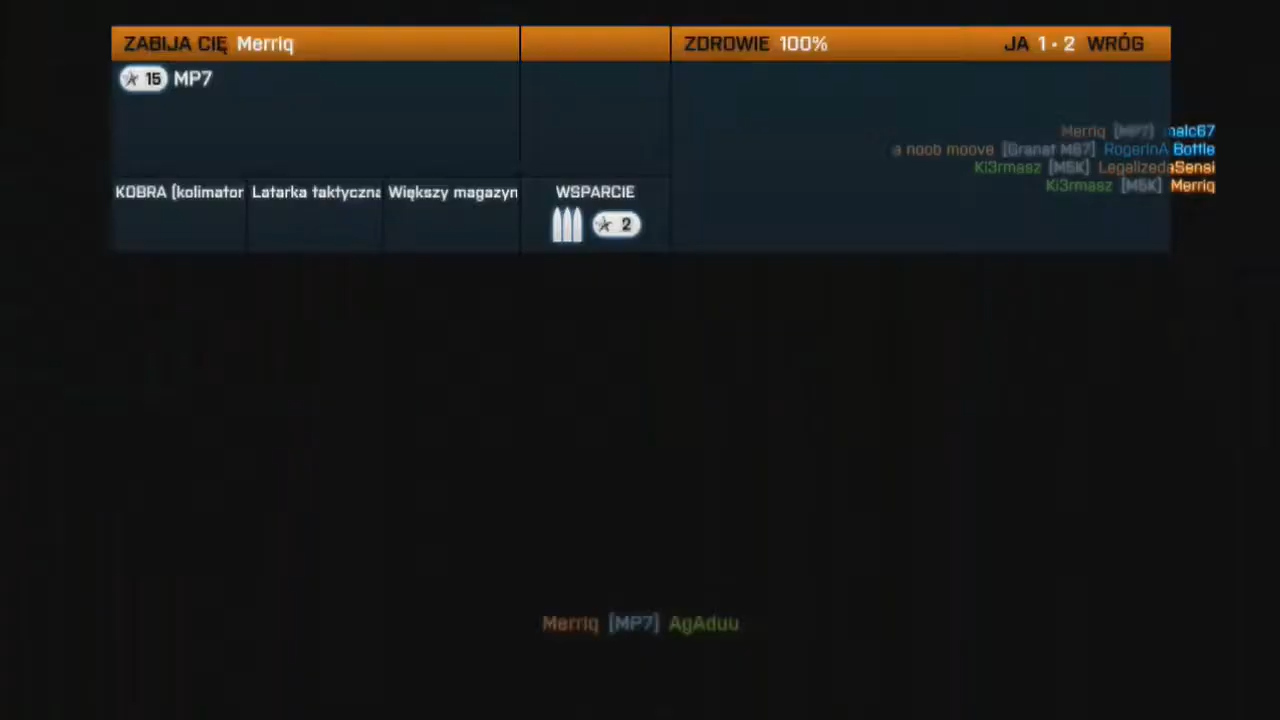 ZABIJA CIĘ Merriq
ZDROWIE 100%
JA 1 - 2 WRÓG
15 MP7
Merriq [MP7] malc67
a noob moove [Granat M67] RogerinA Bottle
Ki3rmasz [M5K] LegalizedaSensi
Ki3rmasz [M5K] Merriq
KOBRA (kolimator
Latarka taktyczna
Większy magazyn
WSPARCIE
2
Merriq [MP7] AgAduu